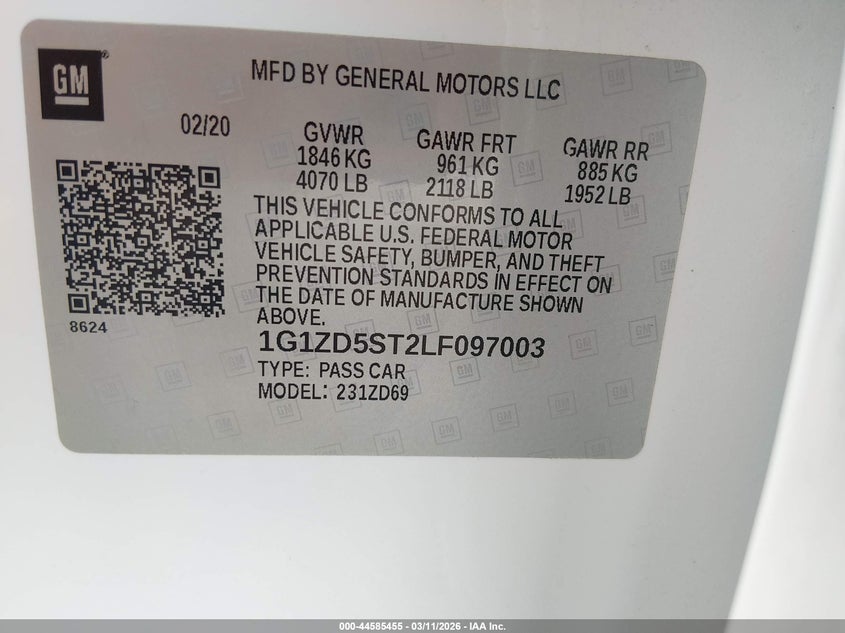 GM
MFD BY GENERAL MOTORS LLC
02/20
GVWR
1846 KG
4070 LB
GAWR FRT
961 KG
2118 LB
GAWR RR
885 KG
1952 LB
THIS VEHICLE CONFORMS TO ALL
APPLICABLE U.S. FEDERAL MOTOR
VEHICLE SAFETY, BUMPER, AND THEFT
PREVENTION STANDARDS IN EFFECT ON
THE DATE OF MANUFACTURE SHOWN
ABOVE.
8624
1G1ZD5ST2LF097003
TYPE: PASS CAR
MODEL: 231ZD69
000-44585455 - 03/11/2026 - IAA Inc.